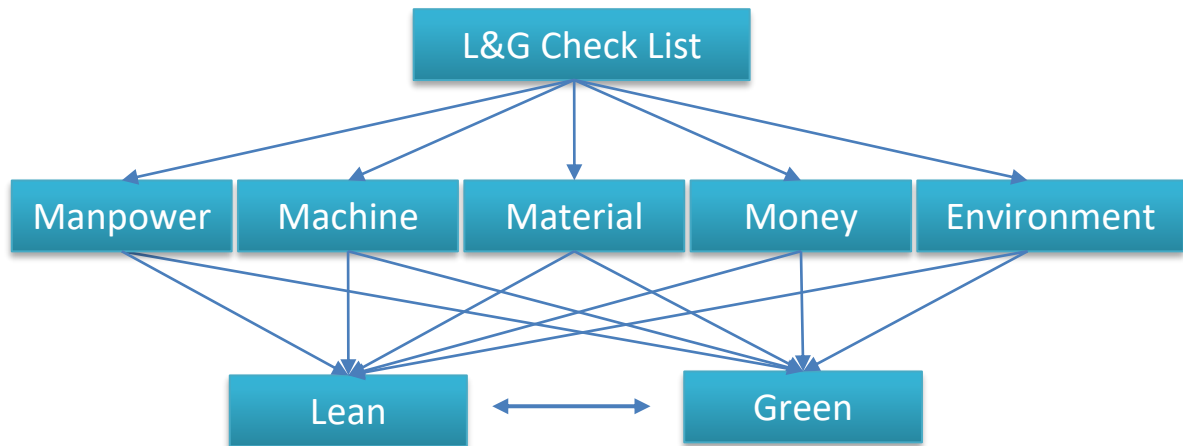 L&G Check List
Manpower
Machine
Material
Money
Environment
Lean
Green